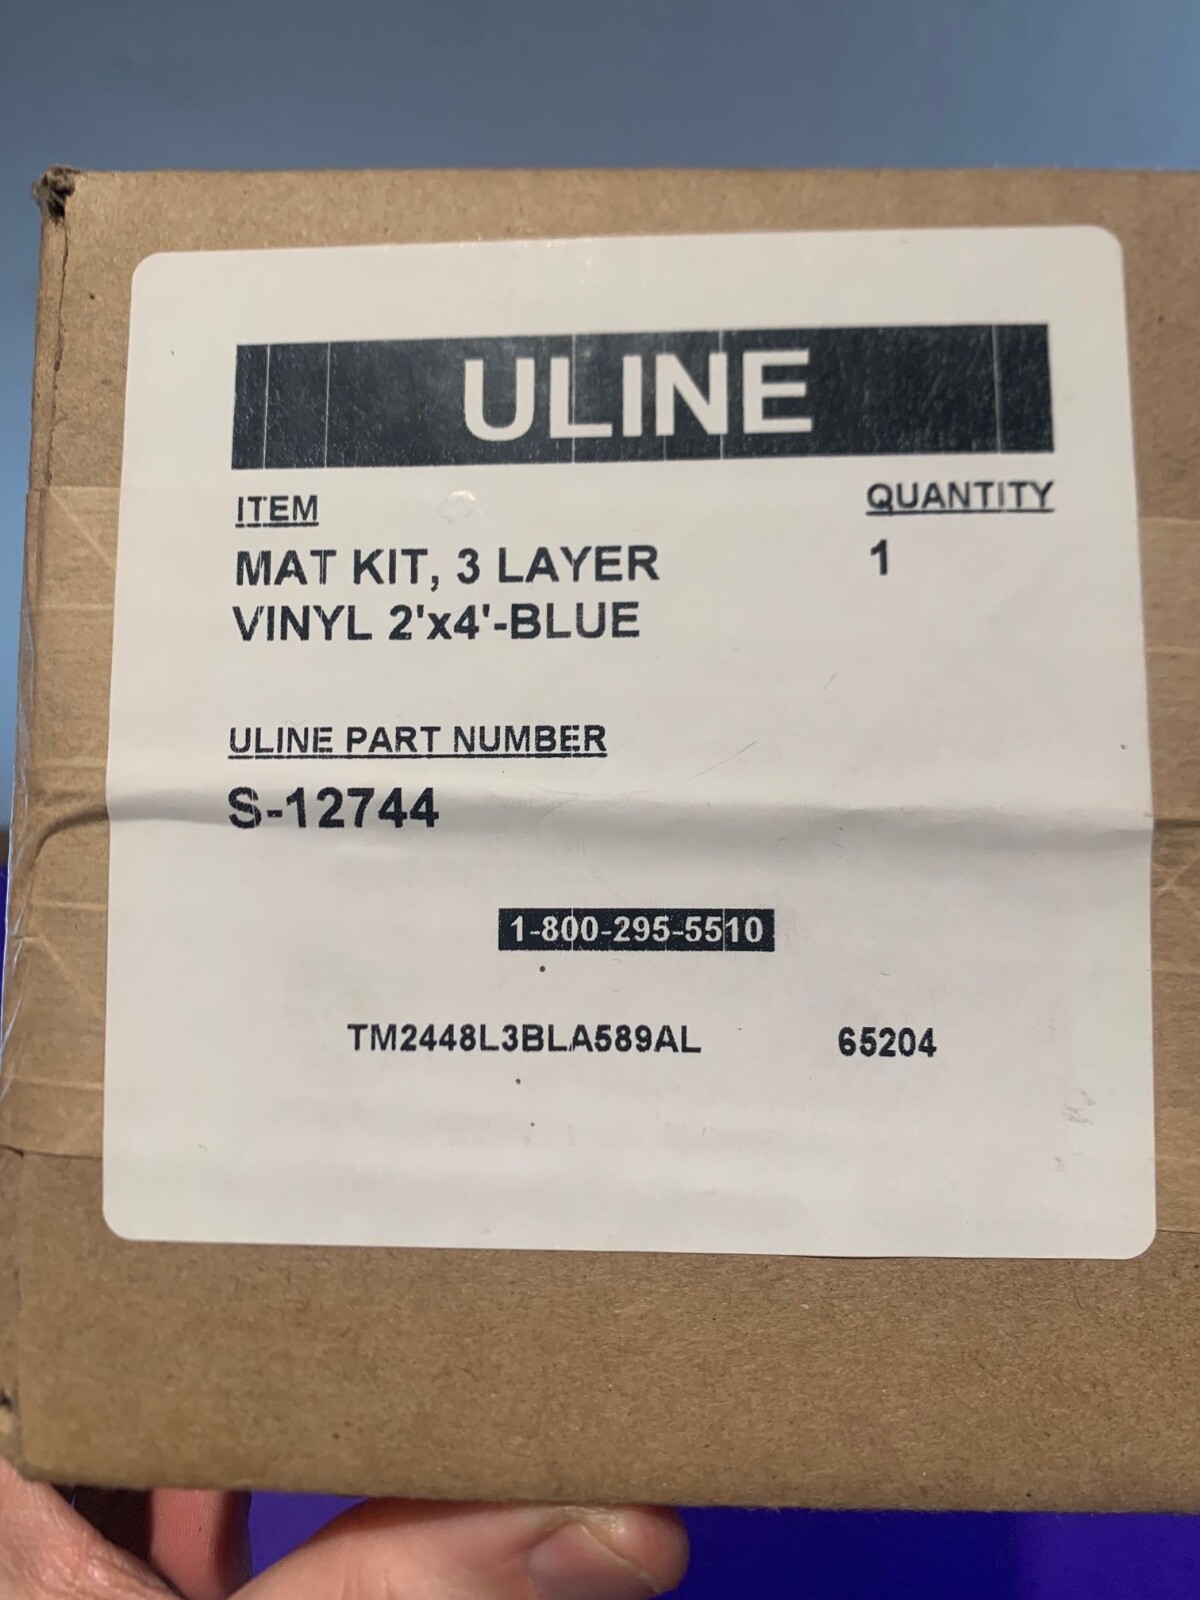 ULINE
ITEM QUANTITY
MAT KIT, 3 LAYER 1
VINYL 2'x4'-BLUE
ULINE PART NUMBER
S-12744
1-800-295-5510
TM2448L3BLA589AL 65204